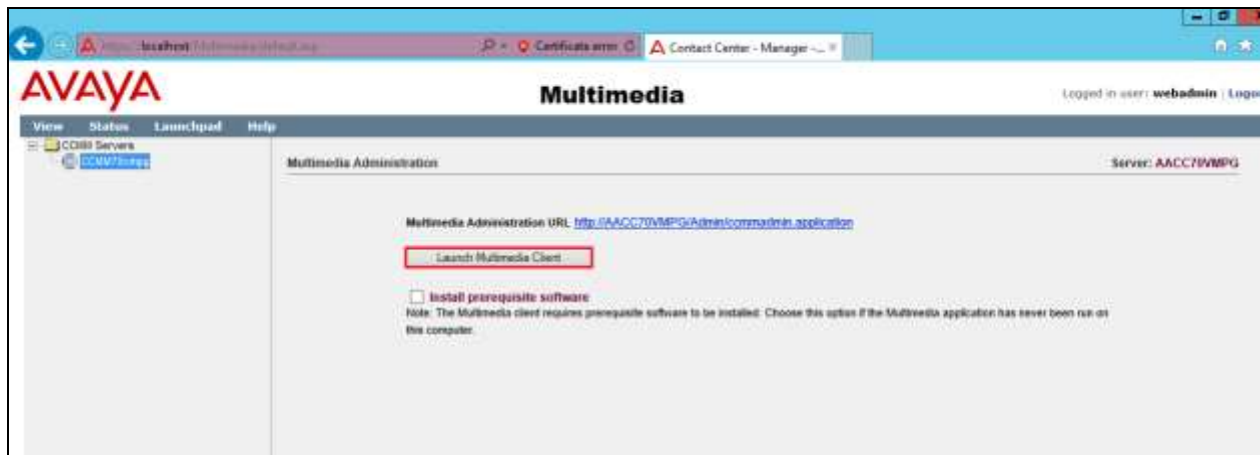 localhost
Certificate error
Contact Center - Manager -...
AVAYA
Multimedia
Logged in user: webadmin | Logo
View Status Launchpad Help
Servers
Multimedia Administration
Server: AACC70VMPG
Multimedia Administration URL http://AACC70VMPG/Admin/commadmin.application
Launch Multimedia Client
Install prerequisite software
Note: The Multimedia client requires prerequisite software to be installed. Choose this option if the Multimedia application has never been run on
this computer.